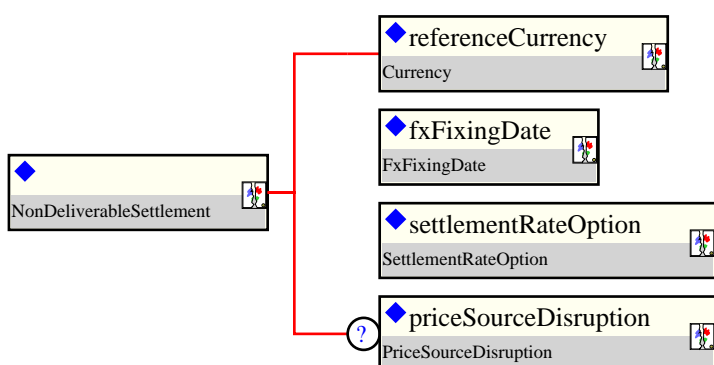 referenceCurrency
Currency
fxFixingDate
FxFixingDate
NonDeliverableSettlement
settlementRateOption
SettlementRateOption
?
priceSourceDisruption
PriceSourceDisruption